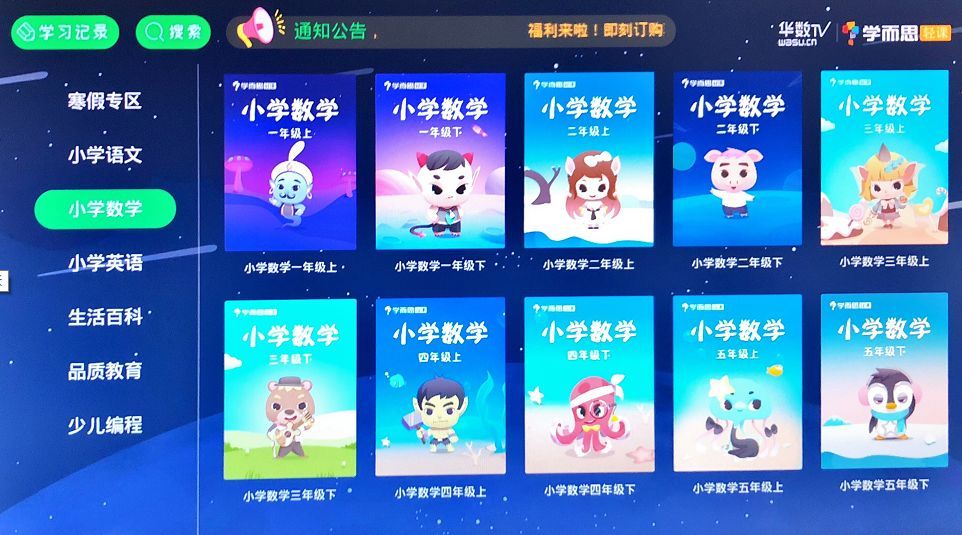 学习记录
搜索
通知公告，
福利来啦！即刻订购
华数TV
wasu.cn
学而思 轻课
寒假专区
小学语文
小学数学
小学英语
生活百科
品质教育
少儿编程
学而思轻课
小学数学
一年级上
小学数学一年级上
学而思轻课
小学数学
一年级下
小学数学一年级下
学而思轻课
小学数学
二年级上
小学数学二年级上
学而思轻课
小学数学
二年级下
小学数学二年级下
学而思轻课
小学数学
三年级上
小学数学三年级上
学而思轻课
小学数学
三年级下
小学数学三年级下
学而思轻课
小学数学
四年级上
小学数学四年级上
学而思轻课
小学数学
四年级下
小学数学四年级下
学而思轻课
小学数学
五年级上
小学数学五年级上
学而思轻课
小学数学
五年级下
小学数学五年级下